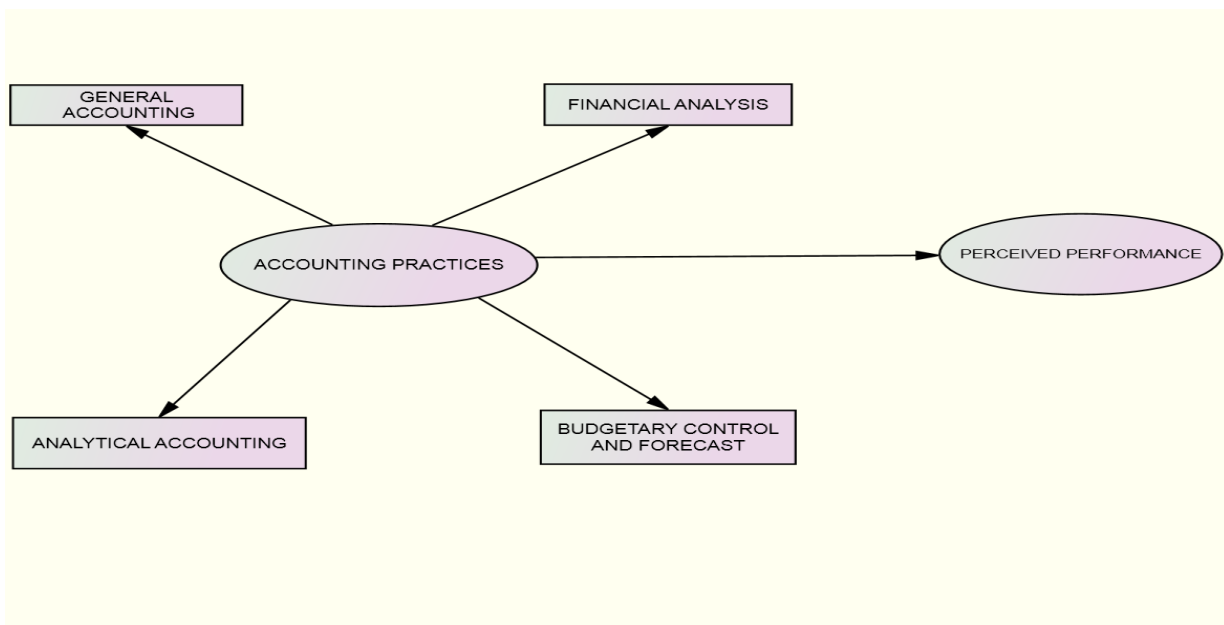 GENERAL
ACCOUNTING
FINANCIAL ANALYSIS
ACCOUNTING PRACTICES
PERCEIVED PERFORMANCE
ANALYTICAL ACCOUNTING
BUDGETARY CONTROL
AND FORECAST